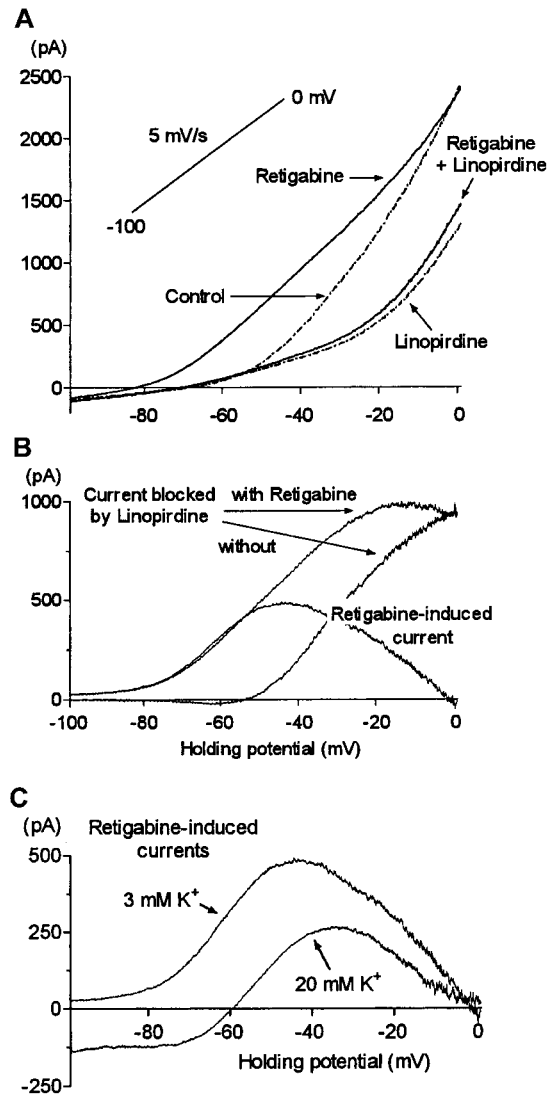 A
(pA)
2500
2000
1500
1000
500
0
0 mV
5 mV/s
-100
Retigabine
Retigabine
+ Linopirdine
Control
Linopirdine
-80
-60
-40
-20
0
B
(pA)
1000
500
0
Current blocked
by Linopirdine
with Retigabine
without
Retigabine-induced
current
-100
-80
-60
-40
-20
0
Holding potential (mV)
C
(pA)
500
250
0
-250
Retigabine-induced
currents
3 mM K+
20 mM K+
-80
-60
-40
-20
0
Holding potential (mV)